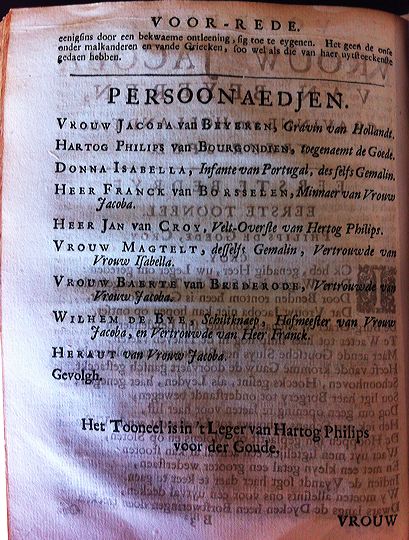 VOOR-REDE.
eenigsins door een bekwaeme ontleening, sig toe te eygenen. Het geen de onse
onder malkanderen en vande Griecken, soo wel als die van haer uytsteeckenste
gedaen hebben.
PERSOONAEDJEN.
VROUW JACOBA van BEYEREN, Gravin van Hollandt.
HARTOG PHILIPS van BOURGONDIEN, toegenaemt de Goede.
DONNA ISABELLA, Infante van Portugal, des selfs Gemalin.
HEER FRANCK van BORSSELEN, Minnaer van Vrouw
Jacoba.
HEER JAN van CROY, Velt-Overste van Hartog Philips.
VROUW MAGTELT, desselfs Gemalin, Vertrouwde van
Vrouw Isabella.
VROUW BAERTE van BREDERODE, Vertrouwde van
Vrouw Jacoba.
WILHEM DE BYE, Schiltknaep, Hofmeester van Vrouw
Jacoba, en Vertrouwde van Heer Franck.
HERAUT van Vrouw Jacoba.
Gevolgh.
Het Tooneel is in 't Leger van Hartog Philips
voor der Goude.
VROUW